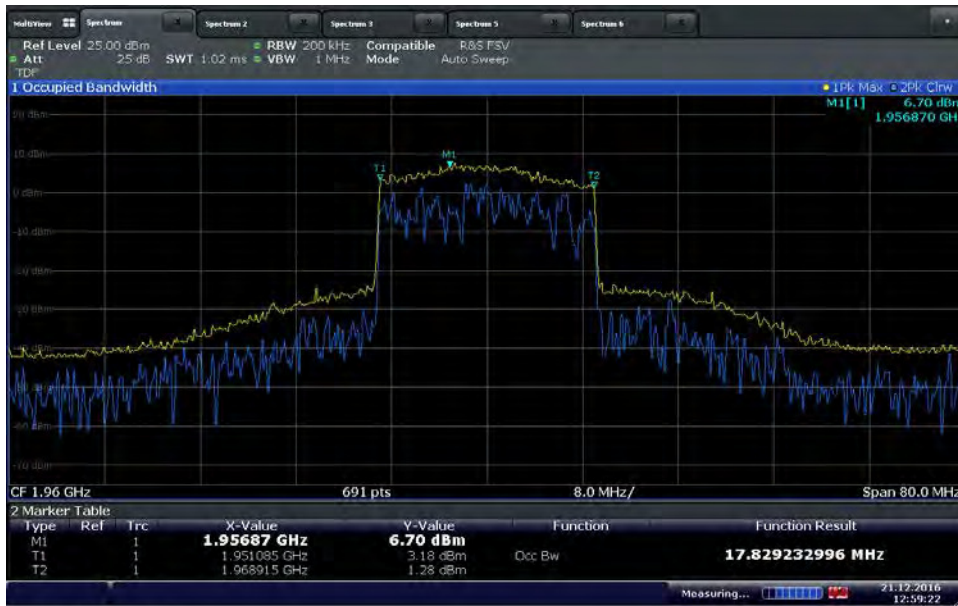 MultiView Spectrum Spectrum 2 Spectrum 3 Spectrum 5 Spectrum 6
Ref Level 25.00 dBm RBW 200 kHz Compatible R&S FSV
Att 25 dB SWT 1.02 ms VBW 1 MHz Mode Auto Sweep
TDF
1 Occupied Bandwidth 1Pk Max 2Pk Clrw
M1[1] 6.70 dBm
1.956870 GH
20 dBm
10 dBm
M1
T1
T2
0 dBm
-10 dBm
CF 1.96 GHz 691 pts 8.0 MHz/ Span 80.0 MHz
2 Marker Table
Type Ref Trc X-Value Y-Value Function Function Result
M1 1 1.95687 GHz 6.70 dBm
T1 1 1.951085 GHz 3.18 dBm Occ Bw 17.829232996 MHz
T2 1 1.968915 GHz 1.28 dBm
Measuring... 21.12.2016
12:59:22